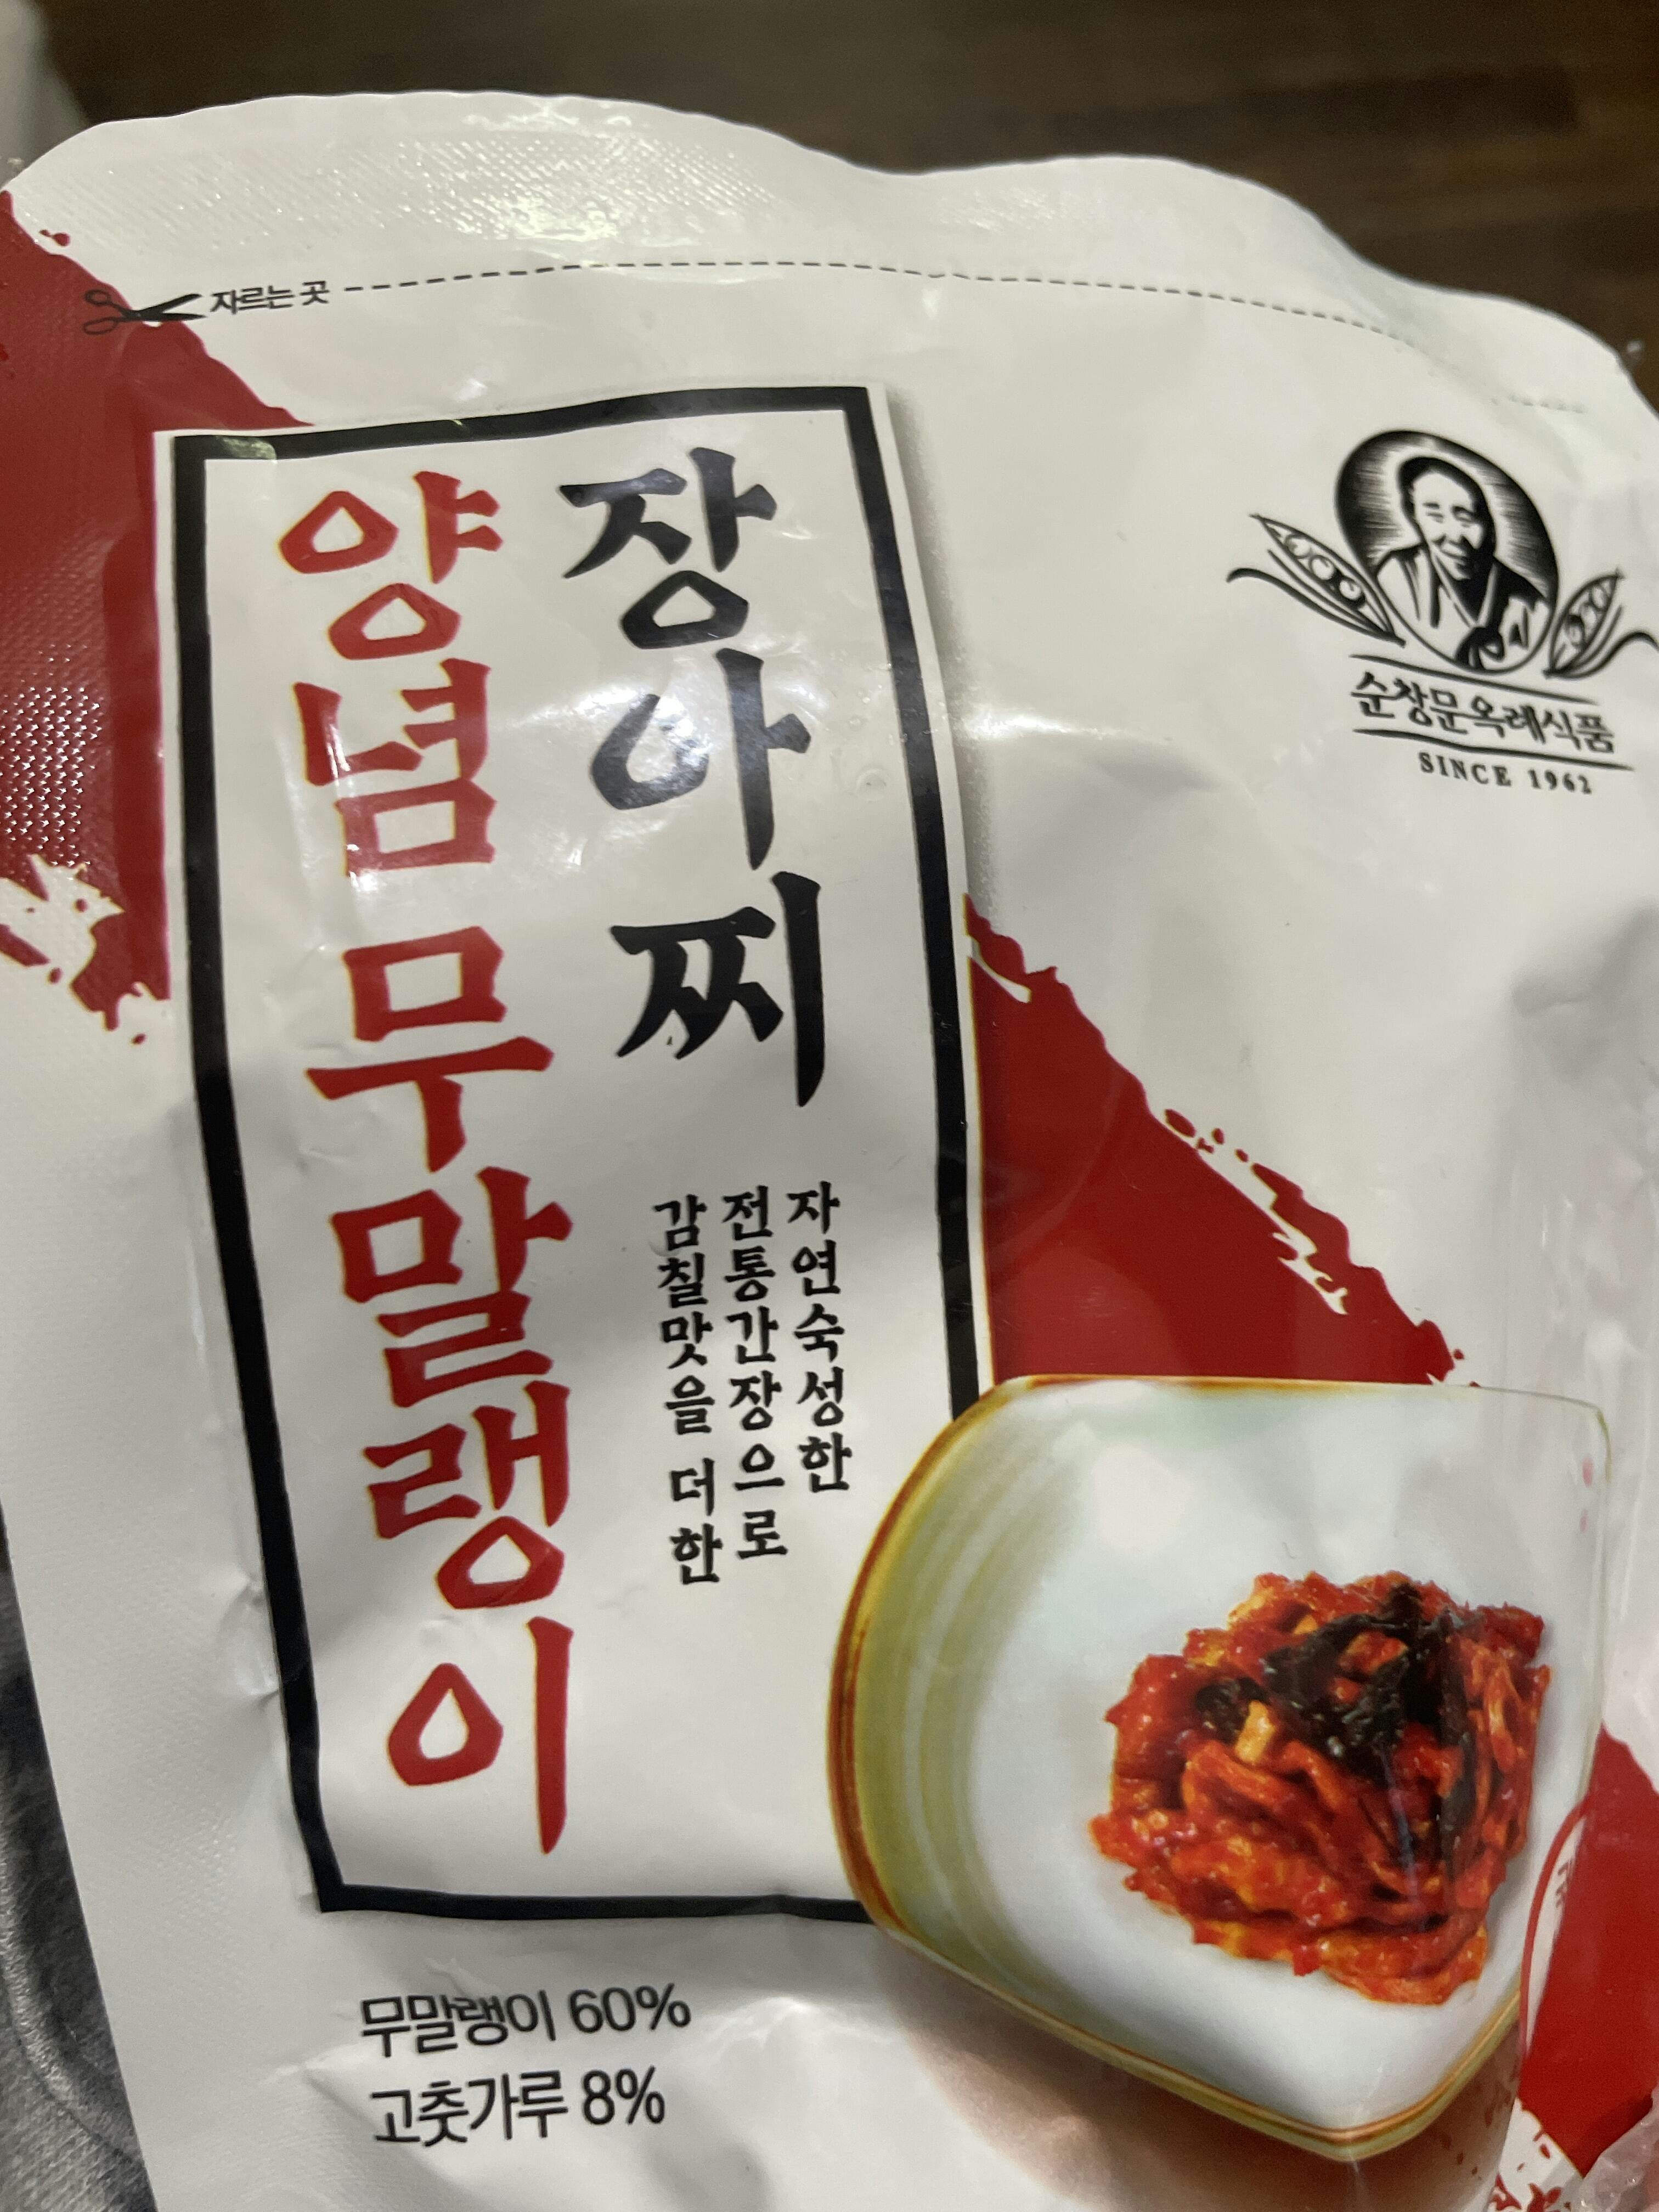 자르는 곳
장아찌
양념 무말랭이
자연숙성한
전통간장으로
감칠맛을 더한
순창문옥례식품
SINCE 1962
무말랭이 60%
고춧가루 8%